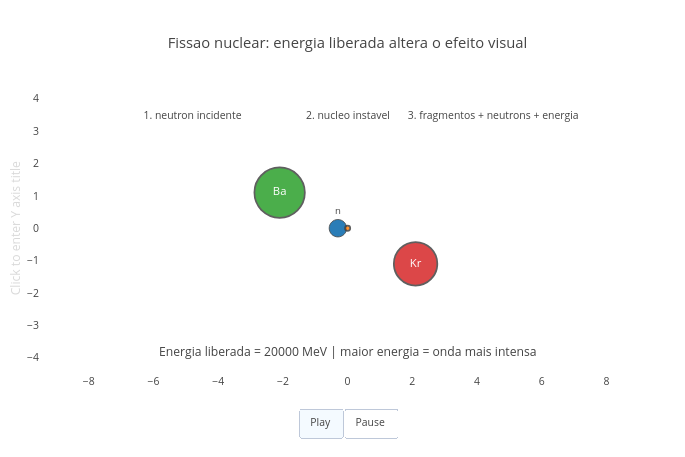 Fissao nuclear: energia liberada altera o efeito visual
4
1. neutron incidente
2. nucleo instavel
3. fragmentos + neutrons + energia
3
2
1
Ba
n
0
Kr
−1
−2
−3
−4
Click to enter Y axis title
Energia liberada = 20000 MeV | maior energia = onda mais intensa
−8
−6
−4
−2
0
2
4
6
8
Play
Pause